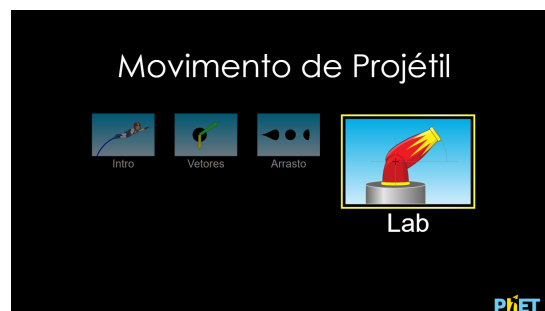 Movimento de Projétil
Intro
Vetores
Arrasto
Lab
PhET